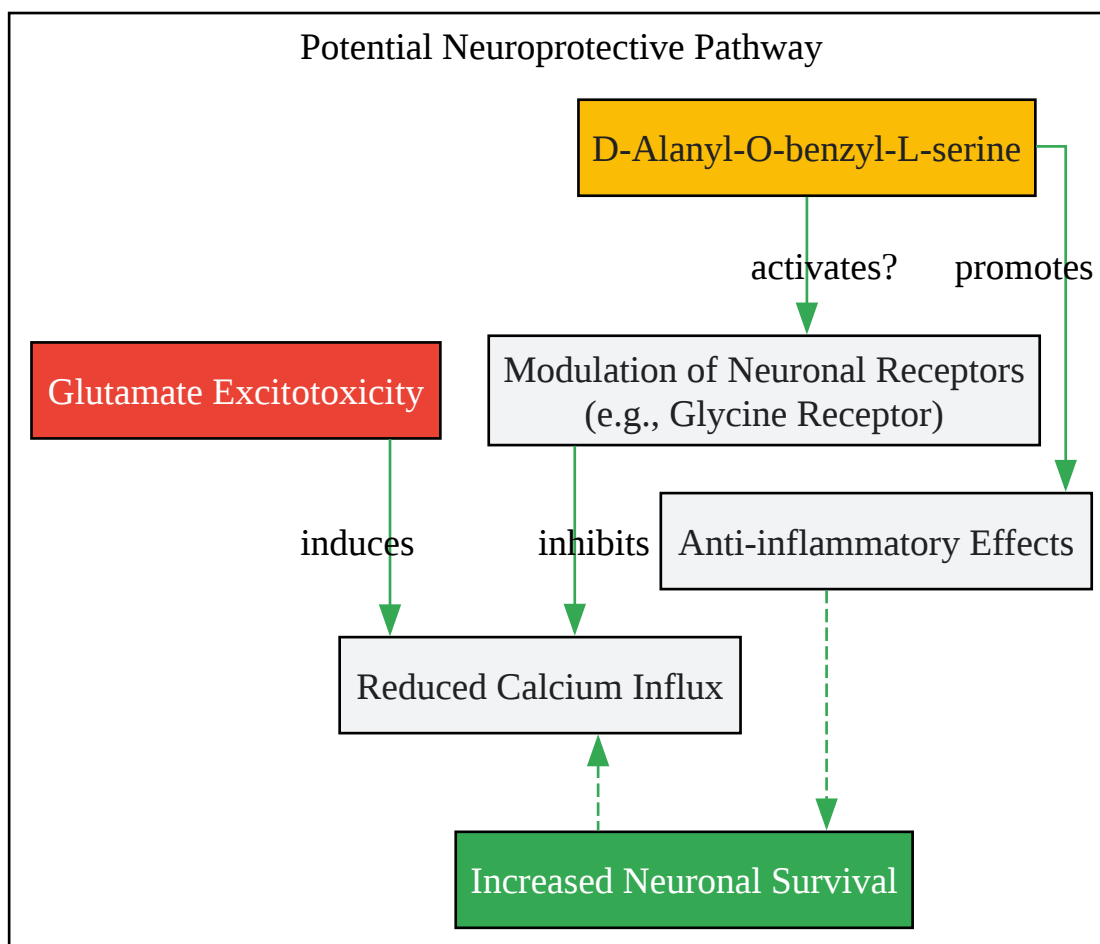 Potential Neuroprotective Pathway
D-Alanyl-O-benzyl-L-serine
activates?
promotes
Glutamate Excitotoxicity
Modulation of Neuronal Receptors
(e.g., Glycine Receptor)
induces
inhibits
Anti-inflammatory Effects
Reduced Calcium Influx
Increased Neuronal Survival